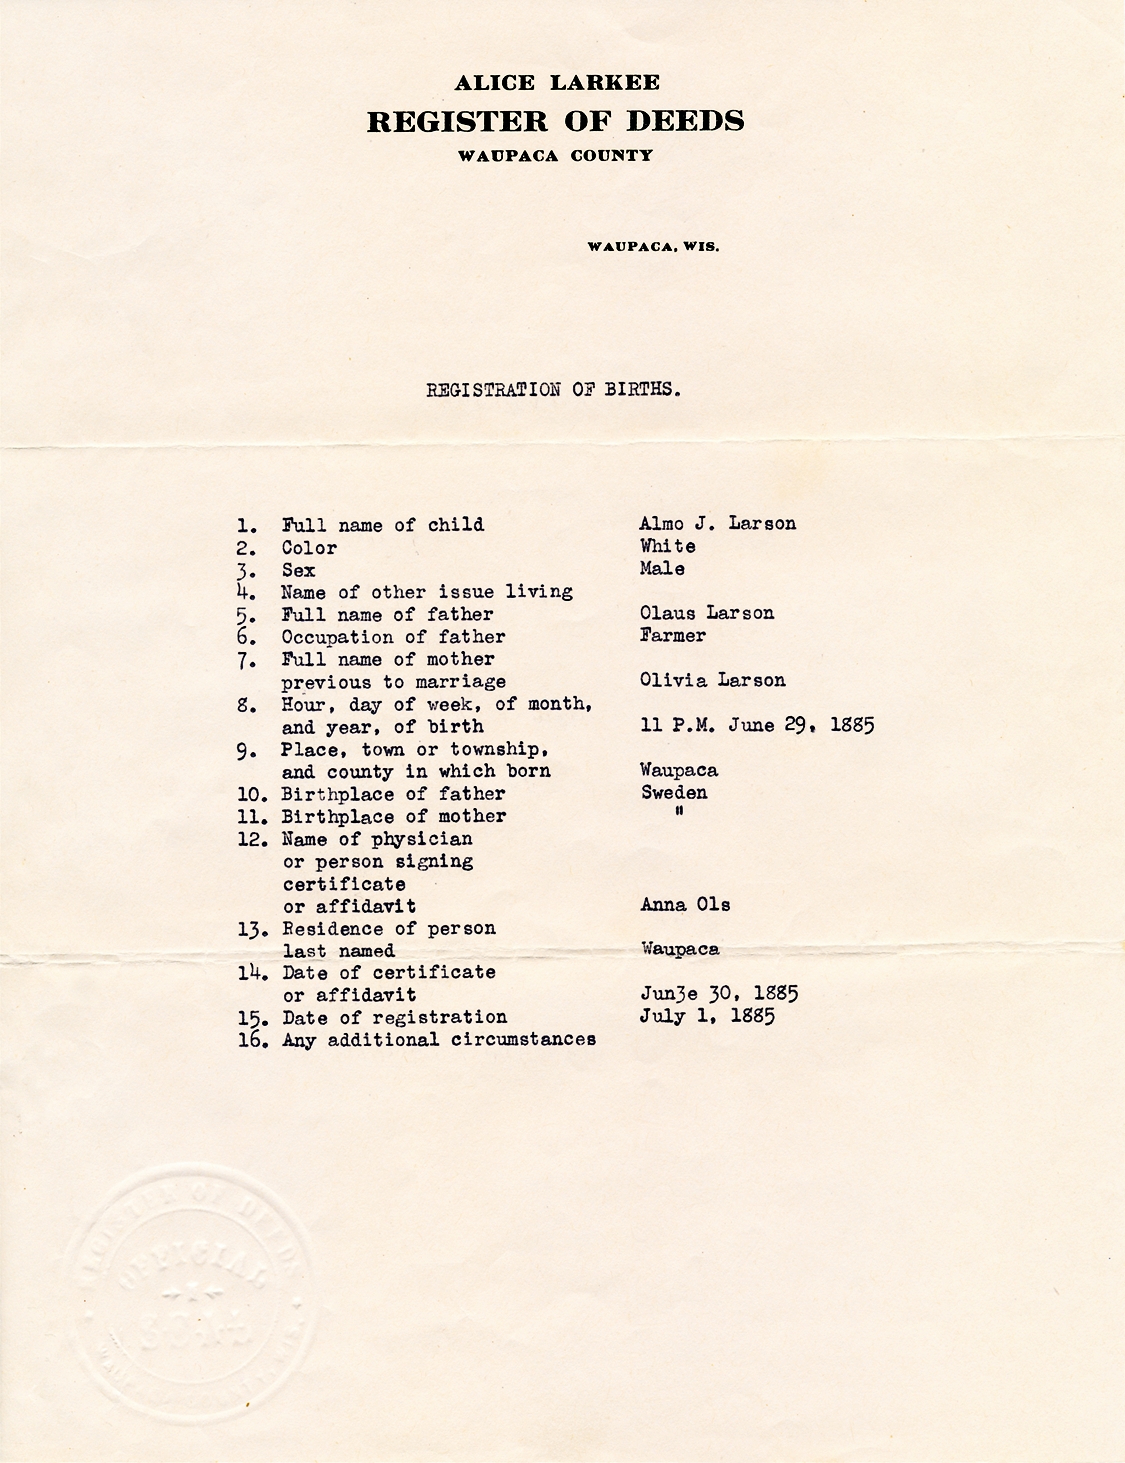 ALICE LARKEE
REGISTER OF DEEDS
WAUPACA COUNTY
WAUPACA, WIS.
REGISTRATION OF BIRTHS.
1. Full name of child Almo J. Larson
2. Color White
3. Sex Male
4. Name of other issue living
5. Full name of father Olaus Larson
6. Occupation of father Farmer
7. Full name of mother
previous to marriage Olivia Larson
8. Hour, day of week, of month,
and year, of birth 11 P.M. June 29, 1885
9. Place, town or township,
and county in which born Waupaca
10. Birthplace of father Sweden
11. Birthplace of mother "
12. Name of physician
or person signing
certificate
or affidavit Anna Ols
13. Residence of person
last named Waupaca
14. Date of certificate
or affidavit Jun3e 30, 1885
15. Date of registration July 1, 1885
16. Any additional circumstances
REGISTER OF DEEDS
OFFICIAL
SEAL